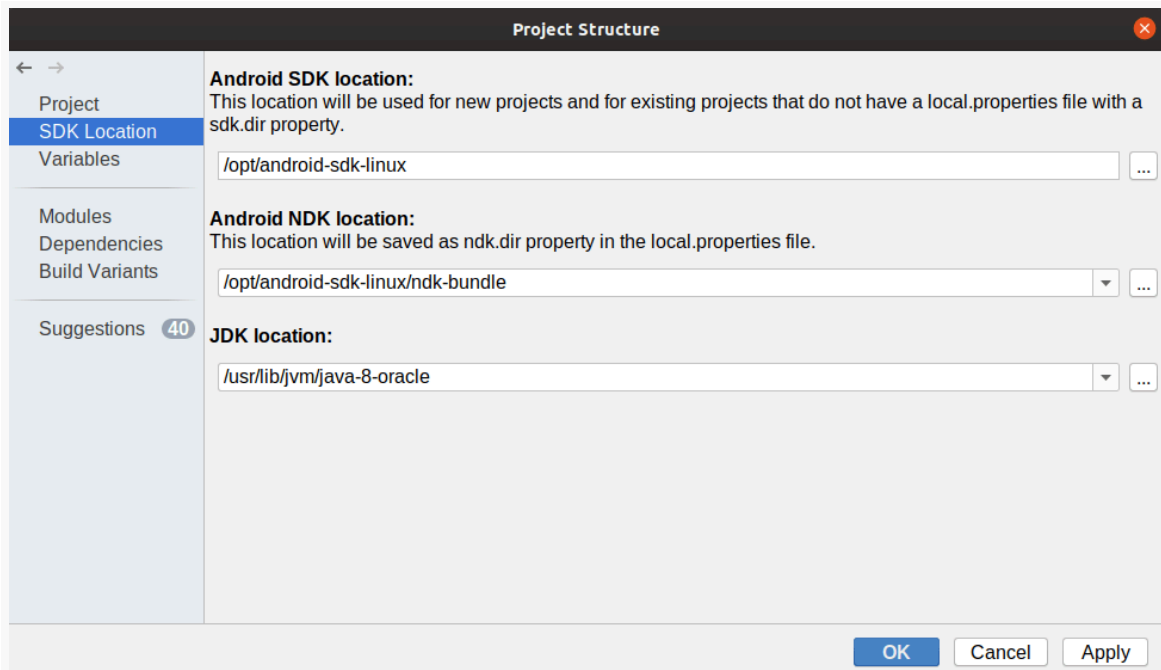 Project Structure
Project
SDK Location
Variables
Modules
Dependencies
Build Variants
Suggestions 40
Android SDK location:
This location will be used for new projects and for existing projects that do not have a local.properties file with a
sdk.dir property.
/opt/android-sdk-linux
...
Android NDK location:
This location will be saved as ndk.dir property in the local.properties file.
/opt/android-sdk-linux/ndk-bundle
...
JDK location:
/usr/lib/jvm/java-8-oracle
...
OK Cancel Apply